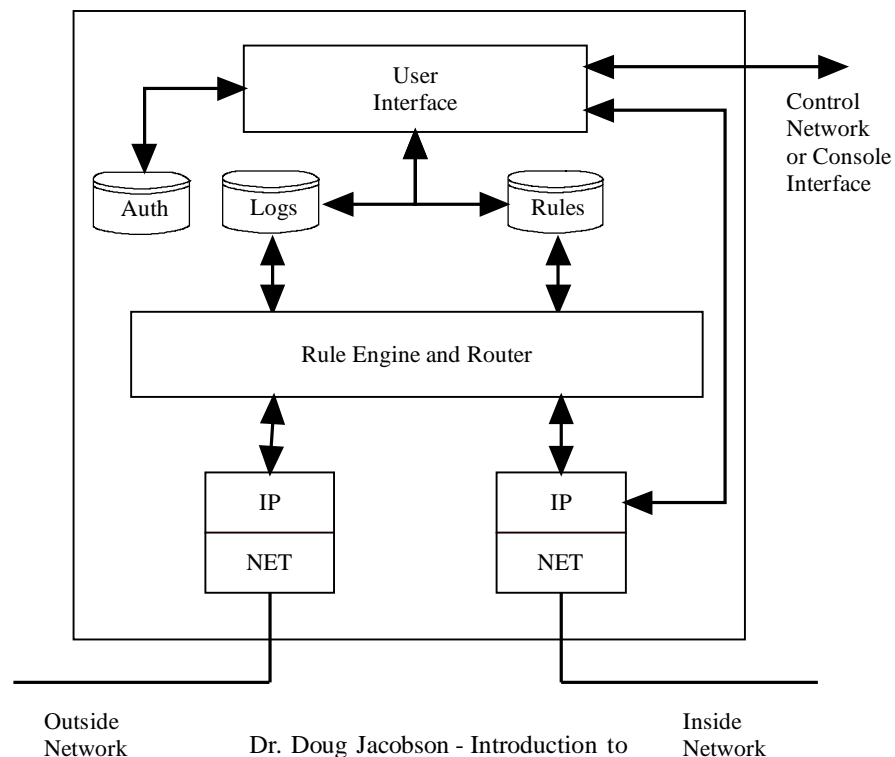 User
Interface
Control
Network
or Console
Interface
Auth
Logs
Rules
Rule Engine and Router
IP
IP
NET
NET
Outside
Network
Dr. Doug Jacobson - Introduction to
Inside
Network